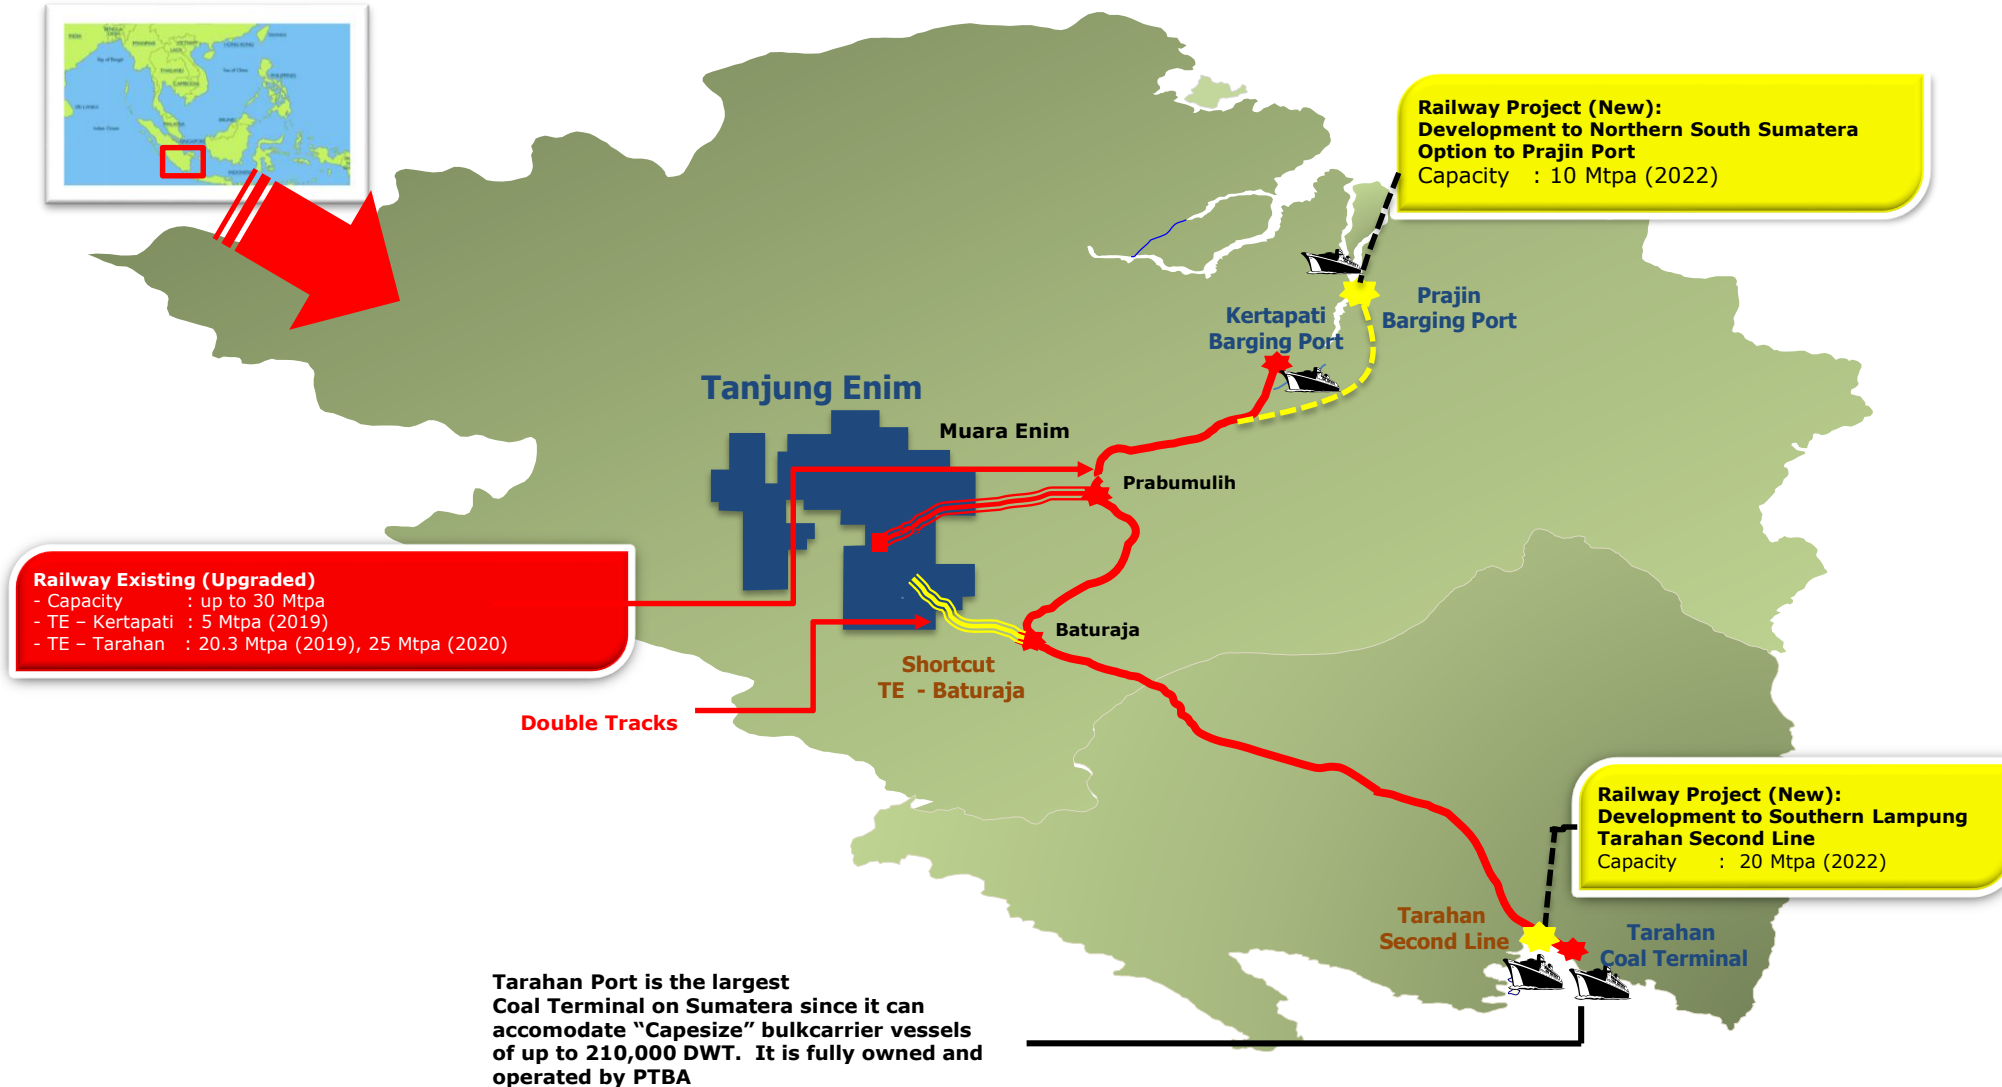 Railway Project (New):
Development to Northern South Sumatera
Option to Prajin Port
Capacity : 10 Mtpa (2022)
Prajin
Barging Port
Kertapati
Barging Port
Tanjung Enim
Muara Enim
Prabumulih
Railway Existing (Upgraded)
- Capacity : up to 30 Mtpa
- TE – Kertapati : 5 Mtpa (2019)
- TE – Tarahan : 20.3 Mtpa (2019), 25 Mtpa (2020)
Baturaja
Shortcut
TE - Baturaja
Double Tracks
Railway Project (New):
Development to Southern Lampung
Tarahan Second Line
Capacity : 20 Mtpa (2022)
Tarahan
Second Line
Tarahan
Coal Terminal
Tarahan Port is the largest
Coal Terminal on Sumatera since it can
accomodate “Capesize” bulkcarrier vessels
of up to 210,000 DWT. It is fully owned and
operated by PTBA